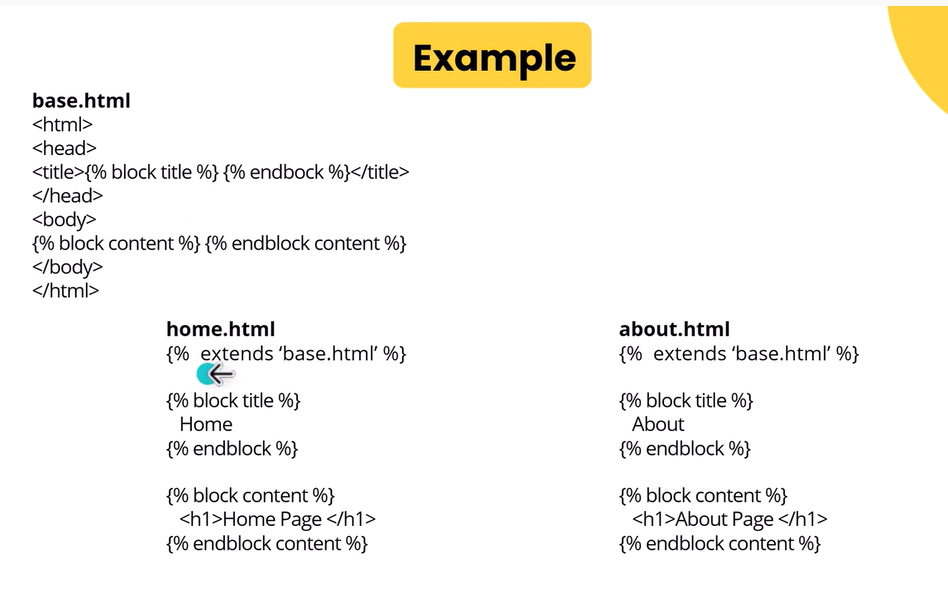 Example
base.html
<html>
<head>
<title>{% block title %} {% endbock %}</title>
</head>
<body>
{% block content %} {% endblock content %}
</body>
</html>
home.html
{%  extends ‘base.html’ %}
{% block title %}
Home
{% endblock %}
{% block content %}
<h1>Home Page </h1>
{% endblock content %}
about.html
{%  extends ‘base.html’ %}
{% block title %}
About
{% endblock %}
{% block content %}
<h1>About Page </h1>
{% endblock content %}